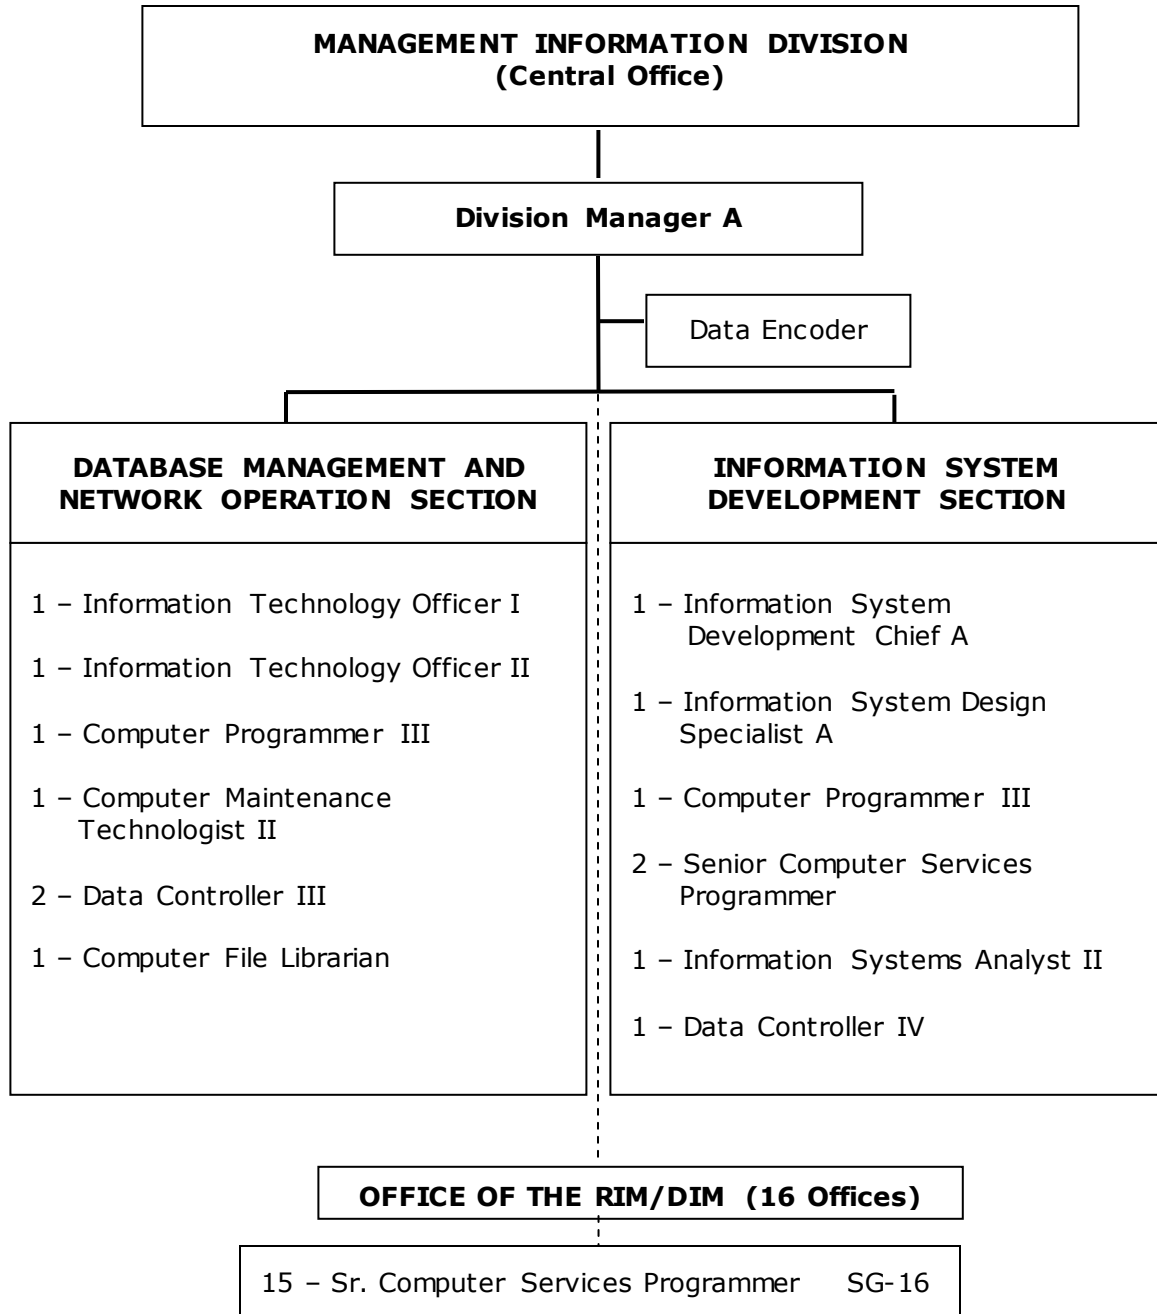 MANAGEMENT INFORMATION DIVISION
(Central Office)
Division Manager A
Data Encoder
DATABASE MANAGEMENT AND
NETWORK OPERATION SECTION
1 – Information Technology Officer I
1 – Information Technology Officer II
1 – Computer Programmer III
1 – Computer Maintenance
Technologist II
2 – Data Controller III
1 – Computer File Librarian
INFORMATION SYSTEM
DEVELOPMENT SECTION
1 – Information System
Development Chief A
1 – Information System Design
Specialist A
1 – Computer Programmer III
2 – Senior Computer Services
Programmer
1 – Information Systems Analyst II
1 – Data Controller IV
OFFICE OF THE RIM/DIM (16 Offices)
15 – Sr. Computer Services Programmer SG-16